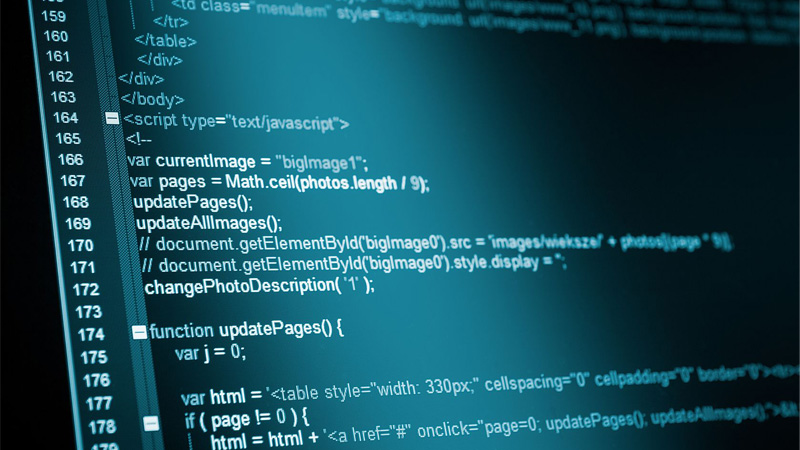 <td class="menuItem" style="background: url(images/
159 </tr>
160 </table>
161 </div>
162 </div>
163 </body>
164 <script type="text/javascript">
165 <!--
166 var currentImage = "bigImage1";
167 var pages = Math.ceil(photos.length / 9);
168 updatePages();
169 updateAllImages();
170 // document.getElementById('bigImage0').src = 'images/wieksze/' + photos[(page * 9)];
171 // document.getElementById('bigImage0').style.display = '';
172 changePhotoDescription( '1' );
173
174 function updatePages() {
175 var j = 0;
176
177 var html = '<table style="width: 330px;" cellspacing="0" cellpadding="0" border="0"><tr>
178 if ( page != 0 ) {
179 html = html + '<a href="#" onclick="page=0; updatePages(); updateAllImages();">